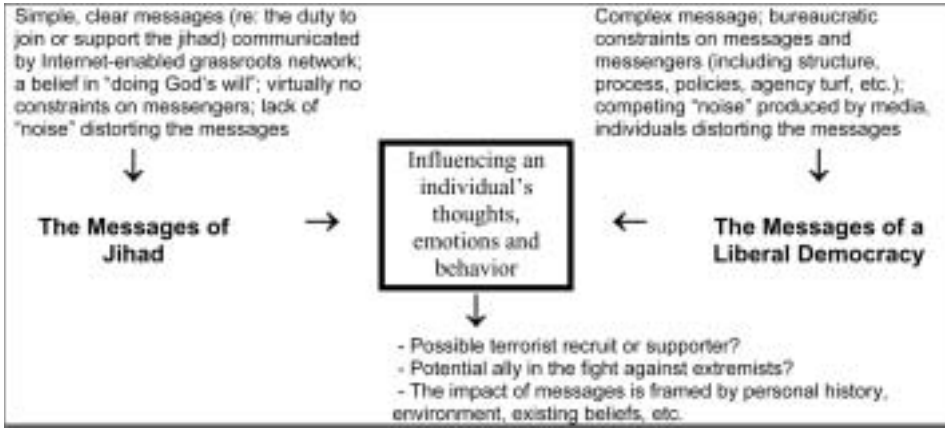 Simple, clear messages (re: the duty to
join or support the jihad) communicated
by Internet-enabled grassroots network;
a belief in “doing God’s will”; virtually no
constraints on messengers; lack of
“noise” distorting the messages
The Messages of
Jihad
Influencing an
individual’s
thoughts,
emotions and
behavior
Complex message; bureaucratic
constraints on messages and
messengers (including structure,
process, policies, agency turf, etc.);
competing “noise” produced by media,
individuals distorting the messages
The Messages of a
Liberal Democracy
- Possible terrorist recruit or supporter?
- Potential ally in the fight against extremists?
- The impact of messages is framed by personal history,
environment, existing beliefs, etc.